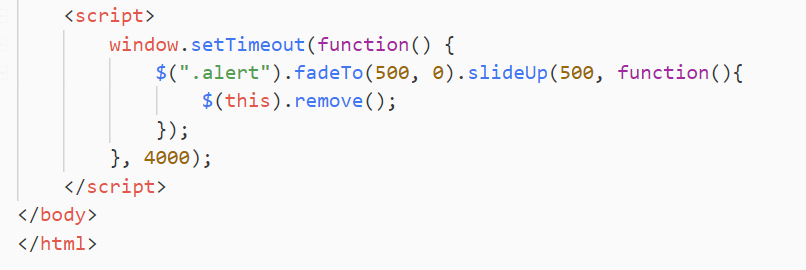 <script>
window.setTimeout(function() {
$(".alert").fadeTo(500, 0).slideUp(500, function(){
$(this).remove();
});
}, 4000);
</script>
</body>
</html>